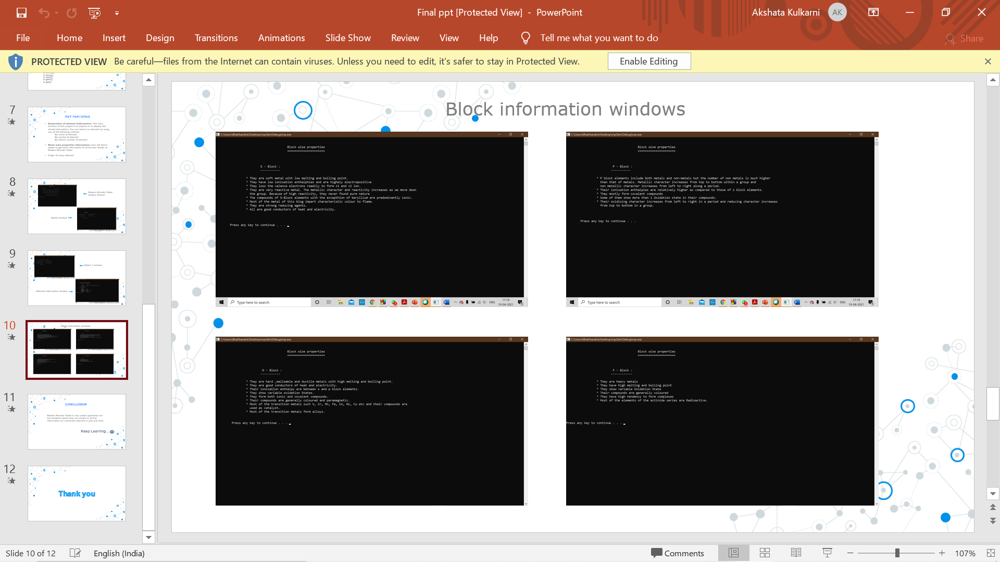 Final ppt [Protected View] - PowerPoint
Akshata Kulkarni AK
File Home Insert Design Transitions Animations Slide Show Review View Help Tell me what you want to do Share
PROTECTED VIEW Be careful—files from the Internet can contain viruses. Unless you need to edit, it's safer to stay in Protected View. Enable Editing
7
KEY FEATURES
• Exploration of element Information: The main
function of this project is to explore or to display the
stored information. You can search an element by using
any of the following method:
By name of element
By symbol of element
By atomic number of element
• Block wise properties information: User will find it
easier to get basic information of all the four blocks of
Modern Periodic Table.
• Origin of every element
8
Modern Periodic Table
display window
Option window
9
Option 1 window
Element information window
10
Block information windows
11
CONCLUSION
Modern Periodic Table is very useful application for
the students where they can access to all the
information of a particular element in just one click.
Keep Learning...
12
Thank you
Block information windows
C:\Users\Bhalchandra\Desktop\mp\bin\Debug\mp.exe
Block wise properties
=====================
S - Block :
-----------
* They are soft metal with low melting and boiling point.
* They have low ionisation enthalphies and are highely electropositive
* They loss the valence electrons readily to form +1 and +2 ion.
* They are very reactive metal. The metallic character and reactivity increases as we move down
the group. Because of high reactivity, they never found pure nature
* The compounds of S-Block elements with the excepthion of beryllium are predominantly ionic.
* Most of the metal of this blog impart characteristic colour to flame.
* They are strong reducing agents.
* All are good conductors of heat and electricity.
Press any key to continue . . .
Type here to search
ENG 17:19
19-04-2021
C:\Users\Bhalchandra\Desktop\mp\bin\Debug\mp.exe
Block wise properties
=====================
P - Block :
-----------
* P block elements include both metals and non-metals but the number of non metals is much higher
than that of metals. Metallic character increases from top to bottom within a group and
non metallic character increases from left to right along a period.
* Their ionisation enthalpies are relatively higher as compared to those of s block elements.
* They mostly form covalent compounds
* Some of them show more than 1 Oxidation state in their compounds.
* Their oxidising character increases from left to right in a period and reducing character increases
from top to bottom in a group.
Press any key to continue . . .
Type here to search
ENG 17:19
19-04-2021
C:\Users\Bhalchandra\Desktop\mp\bin\Debug\mp.exe
Block wise properties
=====================
D - Block :
-----------
* They are hard ,malleable and ductile metals with high melting and boiling point.
* They are good conductors of heat and electricity.
* Their ionisation enthalpy are between s and p block elements.
* They show variable oxidation States.
* They form both ionic and covalent compounds.
* Their compounds are generally coloured and paramagnetic.
* Most of the transition metals such V, Cr, Mn, Fe, Co, Ni, Cu etc and their compounds are
used as catalyst.
* Most of the transition metals form alloys.
Press any key to continue . . .
C:\Users\Bhalchandra\Desktop\mp\bin\Debug\mp.exe
Block wise properties
=====================
F - Block :
------------
* They are heavy metals
* They have high melting and boiling point
* They show variable Oxidation State
* Their compounds are generally coloured
* They have high tendency to form complexes
* Most of the elements of the actinide series are Radioactive.
Press any key to continue . . .
Slide 10 of 12 English (India) Comments 107%